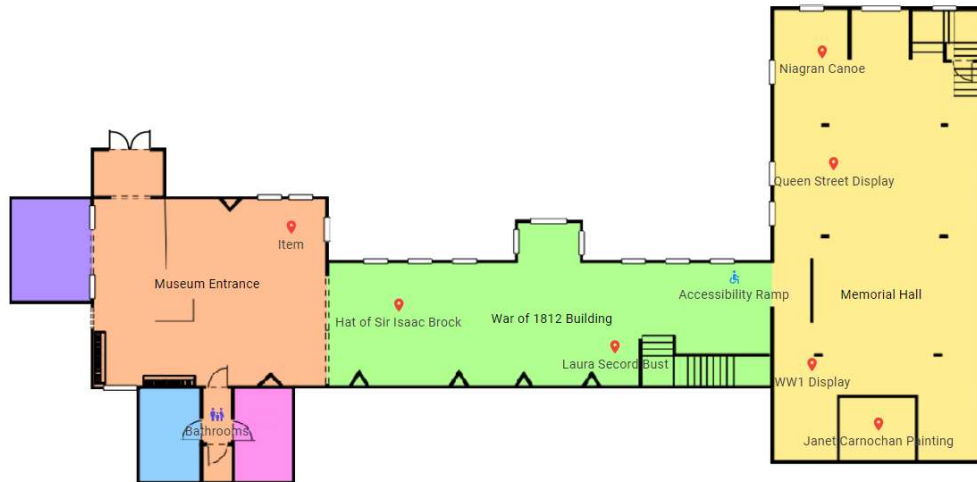 Niagran Canoe
Queen Street Display
Item
Museum Entrance
Accessibility Ramp
Memorial Hall
Hat of Sir Isaac Brock
War of 1812 Building
Laura Secord Bust
WW1 Display
Bathrooms
Janet Carnochan Painting